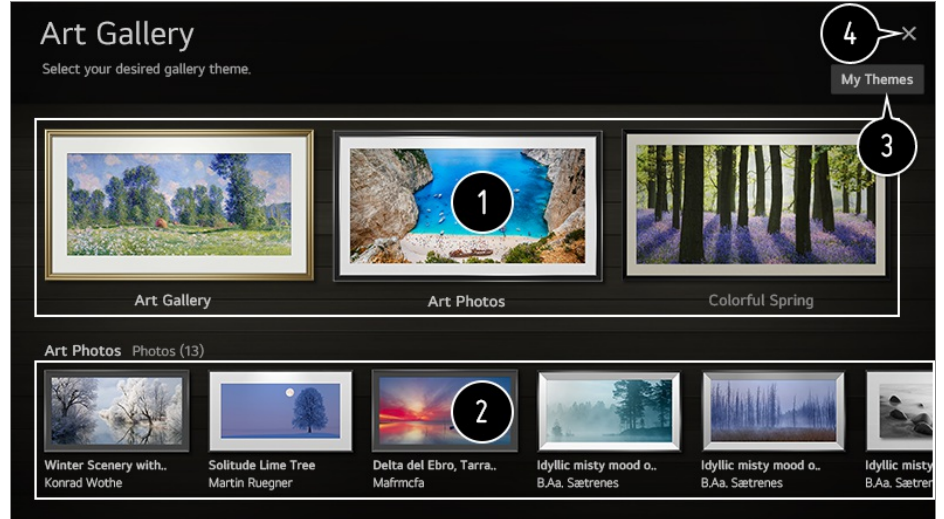 Art Gallery
Select your desired gallery theme.
4
My Themes
3
1
Art Gallery
Art Photos
Colorful Spring
Art Photos Photos (13)
2
Winter Scenery with..
Konrad Wothe
Solitude Lime Tree
Martin Ruegner
Delta del Ebro, Tarra..
Mafrmcfa
Idyllic misty mood o..
B.Aa. Sætrenes
Idyllic misty mood o..
B.Aa. Sætrenes
Idyllic misty
B.Aa. Sætren